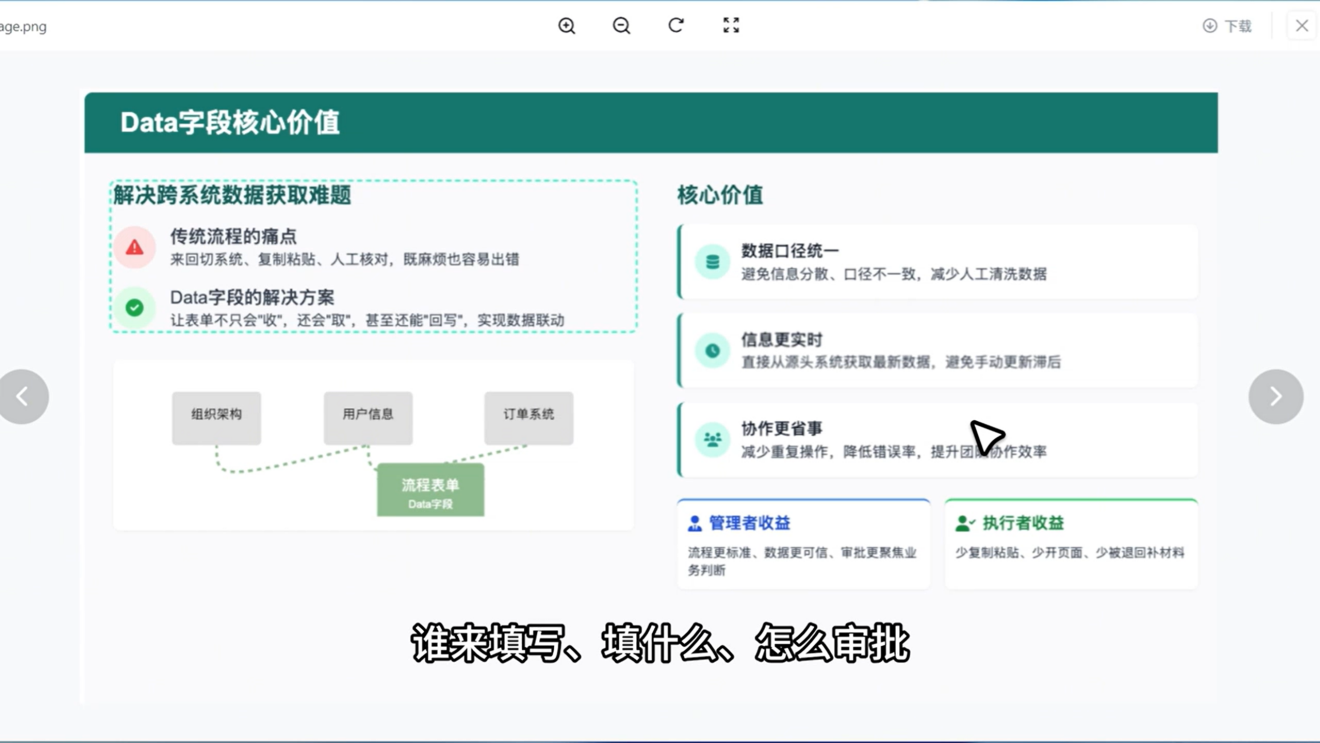 age.png
下载
Data字段核心价值
解决跨系统数据获取难题
传统流程的痛点
来回切系统、复制粘贴、人工核对，既麻烦也容易出错
Data字段的解决方案
让表单不只会"收"，还会"取"，甚至还能"回写"，实现数据联动
组织架构
用户信息
订单系统
流程表单
Data字段
核心价值
数据口径统一
避免信息分散、口径不一致，减少人工清洗数据
信息更实时
直接从源头系统获取最新数据，避免手动更新滞后
协作更省事
减少重复操作，降低错误率，提升团队协作效率
管理者收益
流程更标准、数据更可信、审批更聚焦业
务判断
执行者收益
少复制粘贴、少开页面、少被退回补材料
谁来填写、填什么、怎么审批